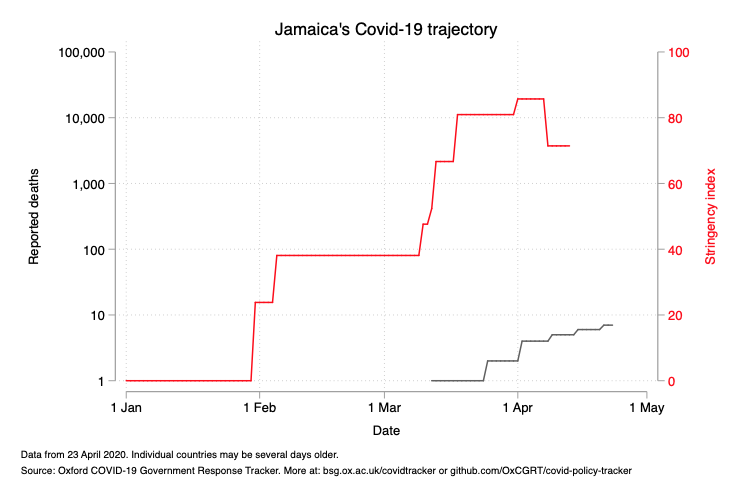 Jamaica's Covid-19 trajectory
100,000
10,000
1,000
100
10
1
Reported deaths
100
80
60
40
20
0
Stringency index
1 Jan
1 Feb
1 Mar
1 Apr
1 May
Date
Data from 23 April 2020. Individual countries may be several days older.
Source: Oxford COVID-19 Government Response Tracker. More at: bsg.ox.ac.uk/covidtracker or github.com/OxCGRT/covid-policy-tracker